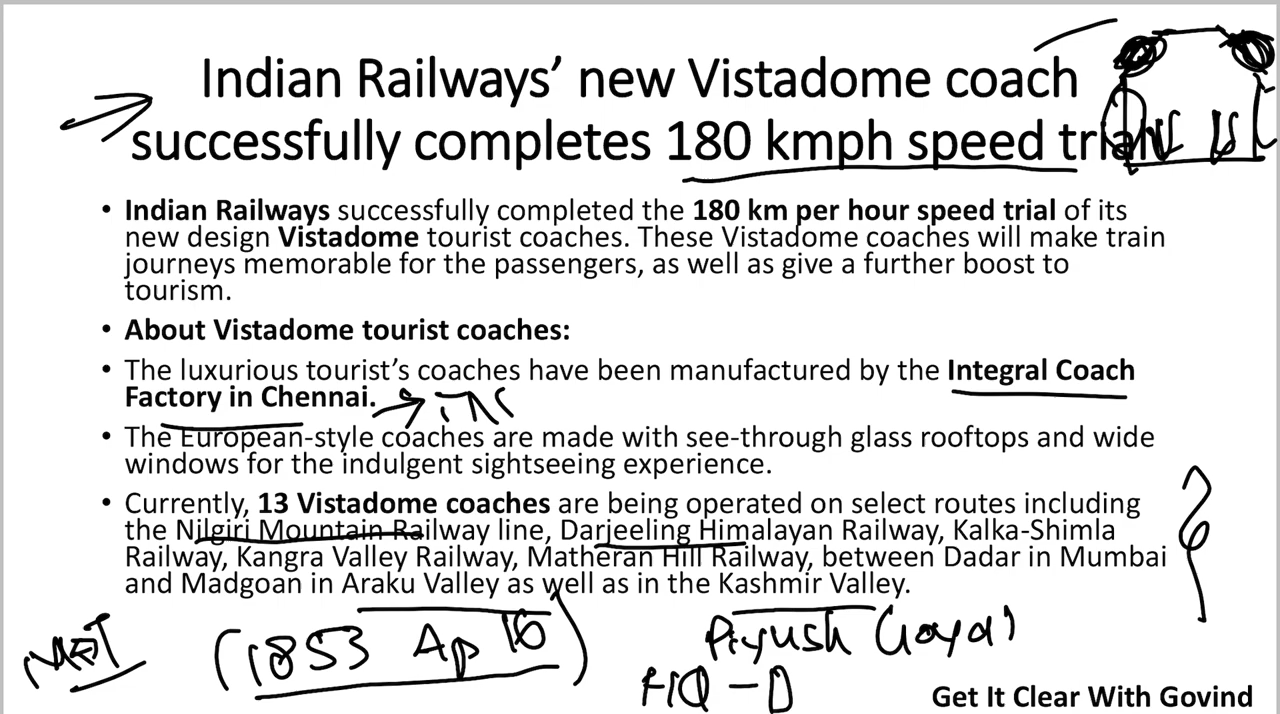 Indian Railways’ new Vistadome coach
successfully completes 180 kmph speed trial
• Indian Railways successfully completed the 180 km per hour speed trial of its
new design Vistadome tourist coaches. These Vistadome coaches will make train
journeys memorable for the passengers, as well as give a further boost to
tourism.
• About Vistadome tourist coaches:
• The luxurious tourist’s coaches have been manufactured by the Integral Coach
Factory in Chennai.
• The European-style coaches are made with see-through glass rooftops and wide
windows for the indulgent sightseeing experience.
• Currently, 13 Vistadome coaches are being operated on select routes including
the Nilgiri Mountain Railway line, Darjeeling Himalayan Railway, Kalka-Shimla
Railway, Kangra Valley Railway, Matheran Hill Railway, between Dadar in Mumbai
and Madgoan in Araku Valley as well as in the Kashmir Valley.
(1853 Ap 16)
Piyush Goyal
HQ - D
Get It Clear With Govind